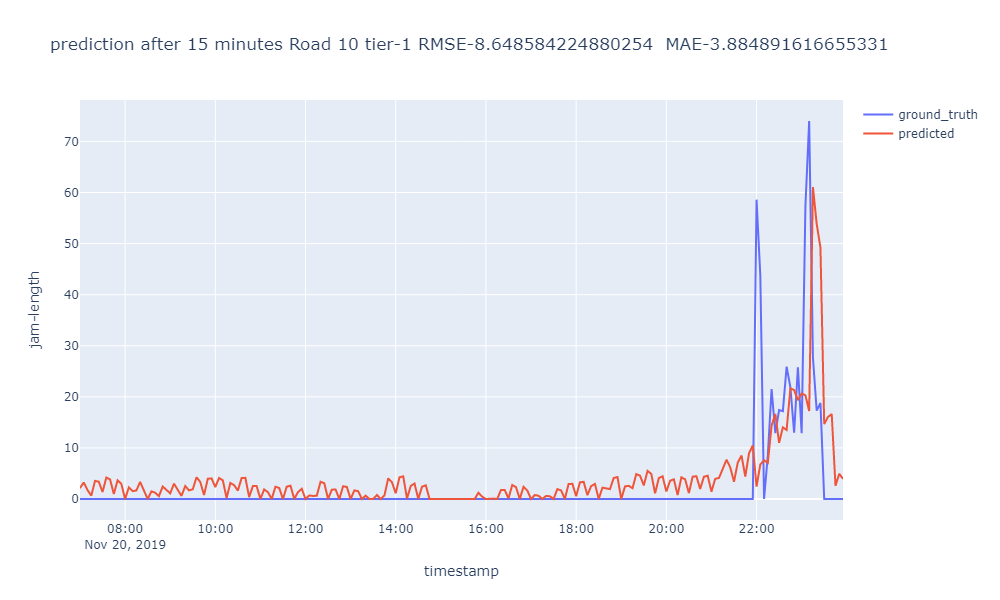 prediction after 15 minutes Road 10 tier-1 RMSE-8.648584224880254  MAE-3.884891616655331
ground_truth
predicted
70
60
50
40
30
20
10
0
jam-length
08:00 10:00 12:00 14:00 16:00 18:00 20:00 22:00
Nov 20, 2019
timestamp